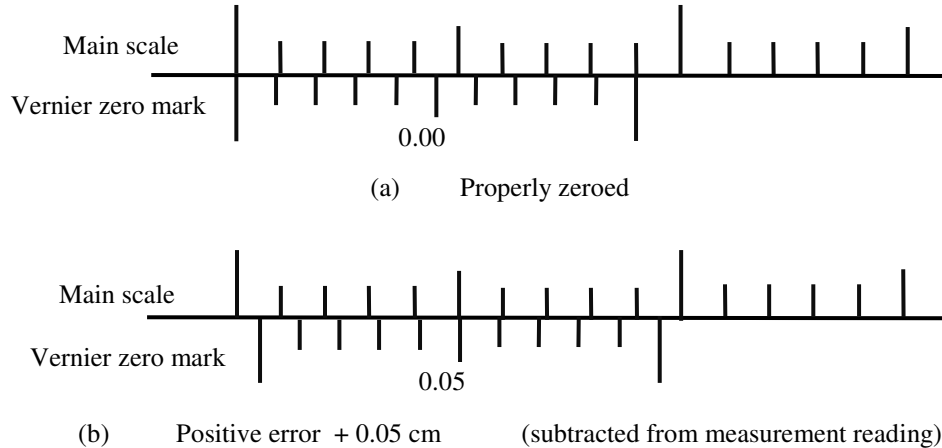 Main scale
Vernier zero mark
0.00
(a) Properly zeroed
Main scale
Vernier zero mark
0.05
(b) Positive error + 0.05 cm (subtracted from measurement reading)